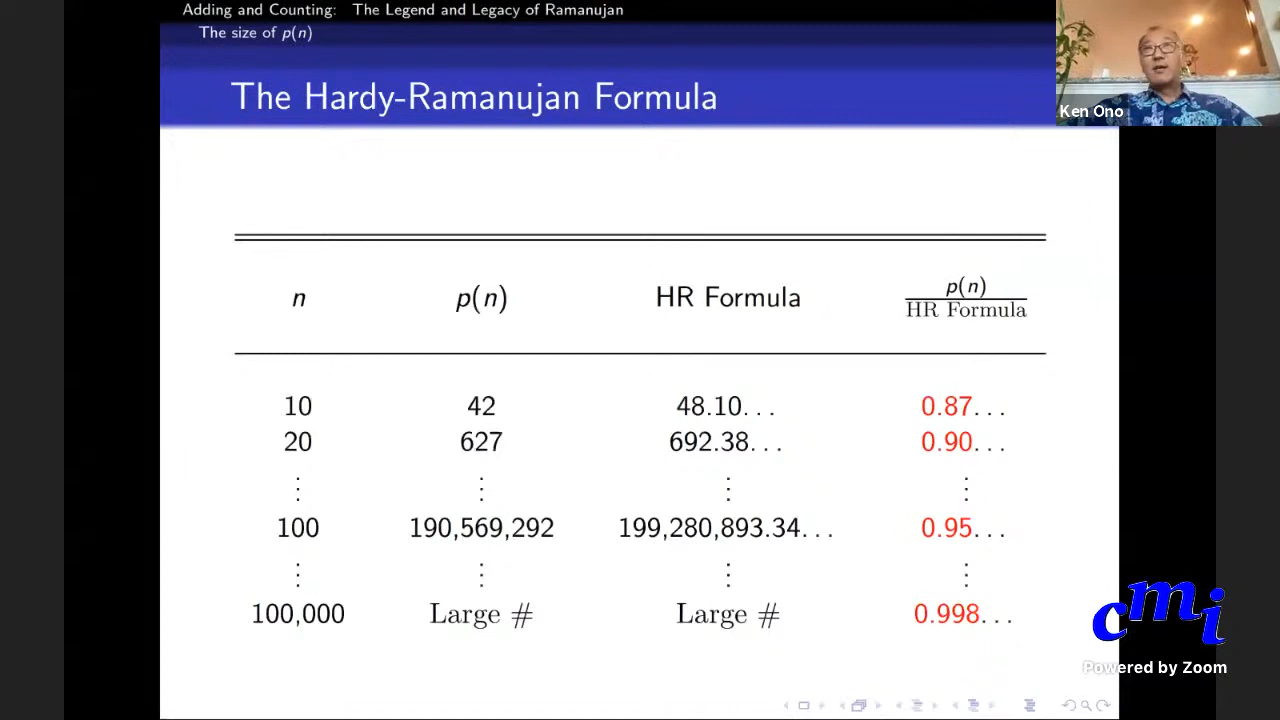 Adding and Counting: The Legend and Legacy of Ramanujan
The size of p(n)
The Hardy-Ramanujan Formula
Ken Ono
n p(n) HR Formula p(n)
HR Formula
10 42 48.10... 0.87...
20 627 692.38... 0.90...
⋮ ⋮ ⋮ ⋮
100 190,569,292 199,280,893.34... 0.95...
⋮ ⋮ ⋮ ⋮
100,000 Large # Large # 0.998...
cmi
Powered by Zoom